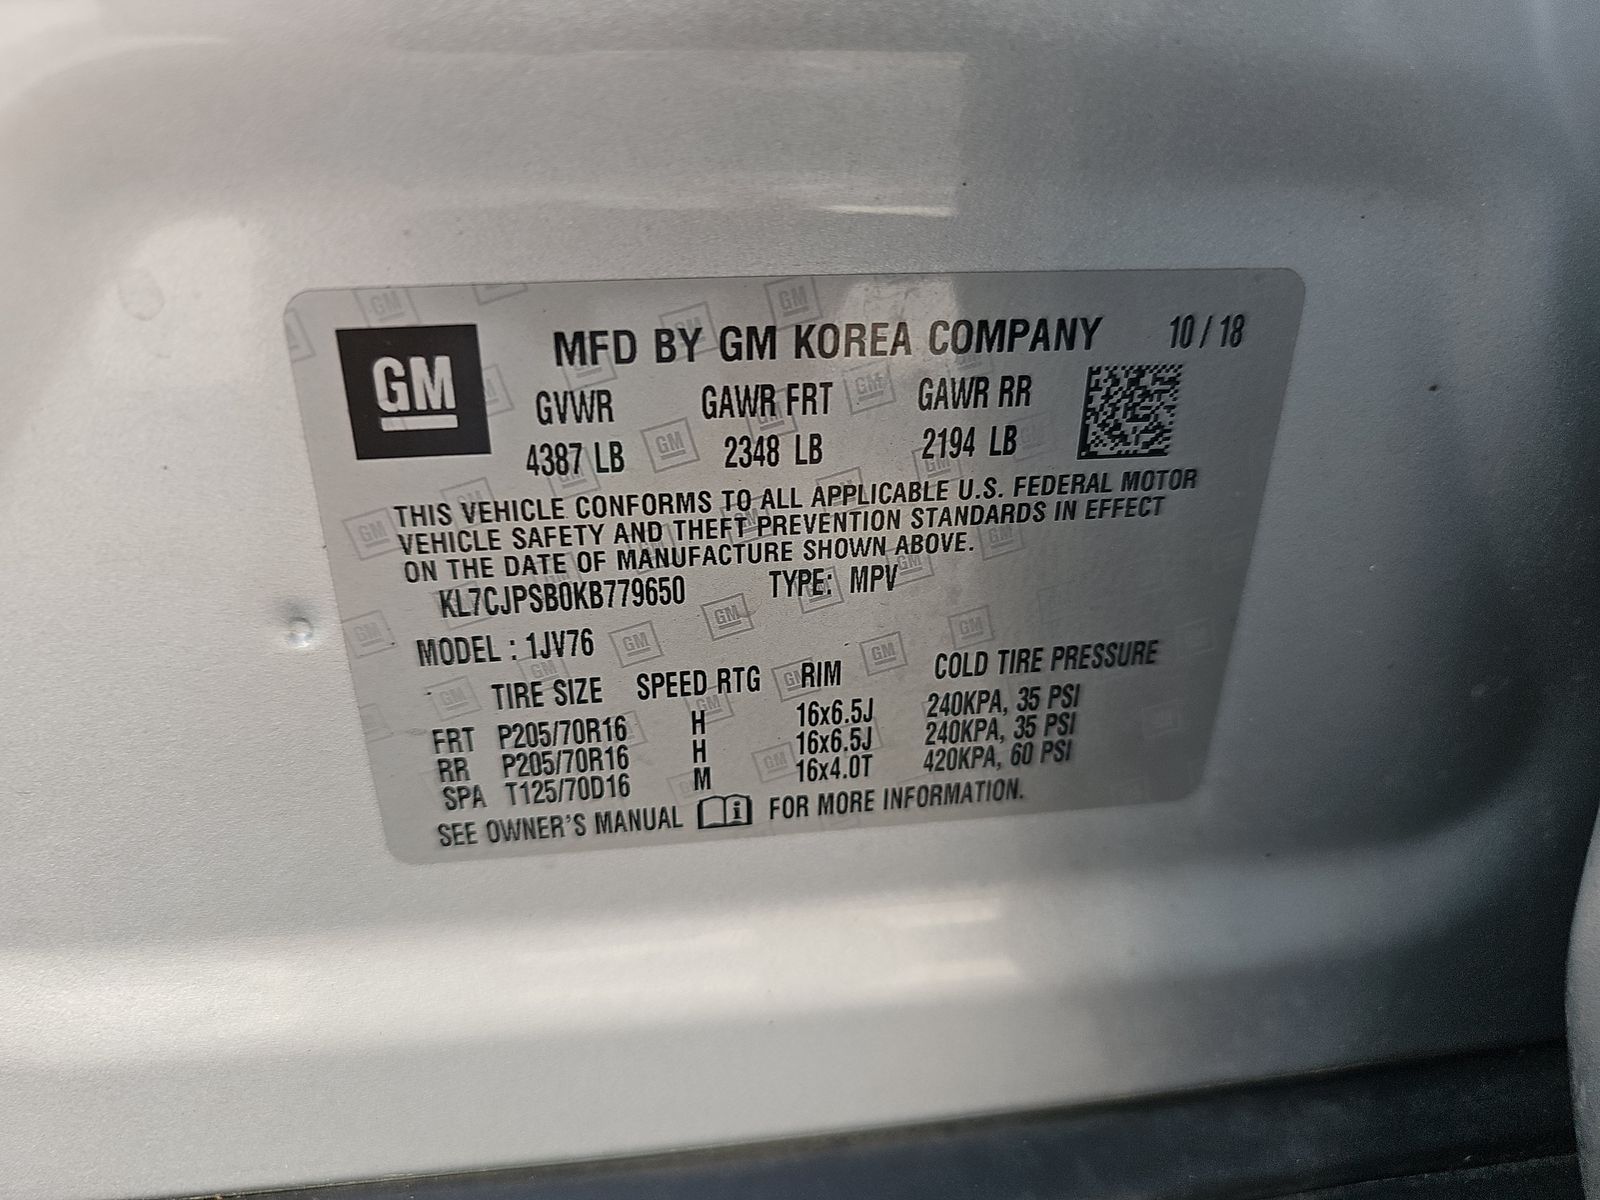 GM
MFD BY GM KOREA COMPANY 10 / 18
GVWR GAWR FRT GAWR RR
4387 LB 2348 LB 2194 LB
THIS VEHICLE CONFORMS TO ALL APPLICABLE U.S. FEDERAL MOTOR
VEHICLE SAFETY AND THEFT PREVENTION STANDARDS IN EFFECT
ON THE DATE OF MANUFACTURE SHOWN ABOVE.
KL7CJPSB0KB779650 TYPE: MPV
MODEL : 1JV76
TIRE SIZE SPEED RTG RIM COLD TIRE PRESSURE
FRT P205/70R16 H 16x6.5J 240KPA, 35 PSI
RR P205/70R16 H 16x6.5J 240KPA, 35 PSI
SPA T125/70D16 M 16x4.0T 420KPA, 60 PSI
SEE OWNER'S MANUAL i FOR MORE INFORMATION.